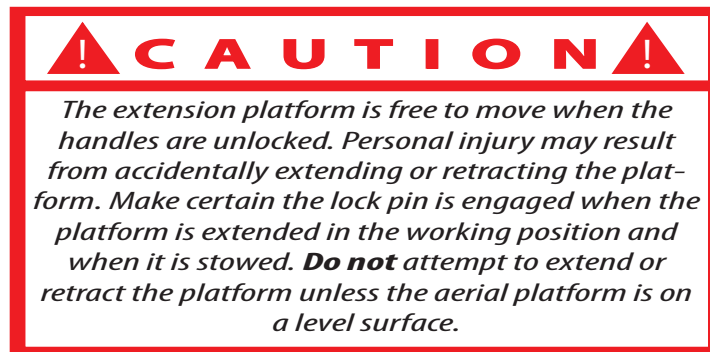 CAUTION
The extension platform is free to move when the
handles are unlocked. Personal injury may result
from accidentally extending or retracting the plat-
form. Make certain the lock pin is engaged when the
platform is extended in the working position and
when it is stowed. Do not attempt to extend or
retract the platform unless the aerial platform is on
a level surface.